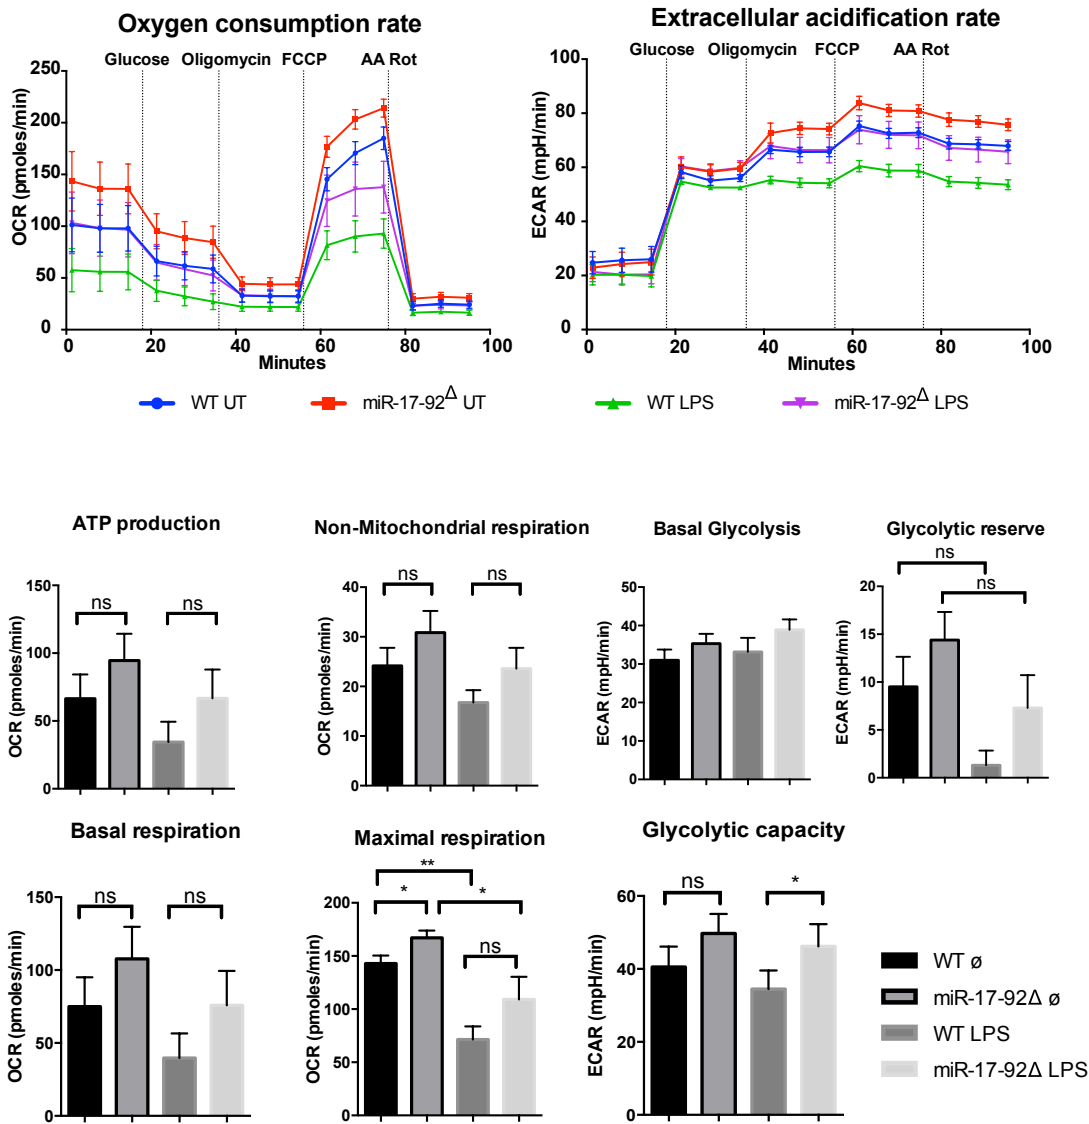 Oxygen consumption rate
Extracellular acidification rate
Glucose Oligomycin FCCP AA Rot
Glucose Oligomycin FCCP AA Rot
OCR (pmoles/min)
250
200
150
100
50
0
0 20 40 60 80 100
Minutes
ECAR (mpH/min)
100
80
60
40
20
0
0 20 40 60 80 100
Minutes
WT UT
miR-17-92Δ UT
WT LPS
miR-17-92Δ LPS
ATP production
OCR (pmoles/min)
150
100
50
0
ns
ns
Non-Mitochondrial respiration
OCR (pmoles/min)
40
30
20
10
0
ns
ns
Basal Glycolysis
ECAR (mpH/min)
50
40
30
20
10
0
Glycolytic reserve
ECAR (mpH/min)
20
15
10
5
0
ns
ns
Basal respiration
OCR (pmoles/min)
150
100
50
0
ns
ns
Maximal respiration
OCR (pmoles/min)
200
150
100
50
0
**
*
*
ns
Glycolytic capacity
ECAR (mpH/min)
60
40
20
0
ns
*
WT ø
miR-17-92Δ ø
WT LPS
miR-17-92Δ LPS